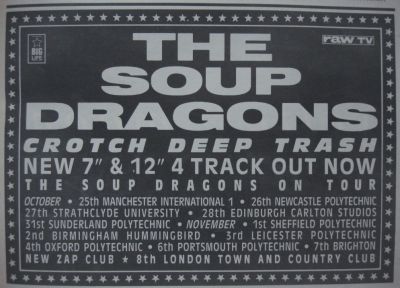 BIG
LIFE
raw TV
THE
SOUP
DRAGONS
CROTCH DEEP TRASH
NEW 7" & 12" 4 TRACK OUT NOW
THE SOUP DRAGONS ON TOUR
OCTOBER • 25th MANCHESTER INTERNATIONAL 1 • 26th NEWCASTLE POLYTECHNIC
27th STRATHCLYDE UNIVERSITY • 28th EDINBURGH CARLTON STUDIOS
31st SUNDERLAND POLYTECHNIC • NOVEMBER • 1st SHEFFIELD POLYTECHNIC
2nd BIRMINGHAM HUMMINGBIRD • 3rd LEICESTER POLYTECHNIC
4th OXFORD POLYTECHNIC • 6th PORTSMOUTH POLYTECHNIC • 7th BRIGHTON
NEW ZAP CLUB ★ 8th LONDON TOWN AND COUNTRY CLUB